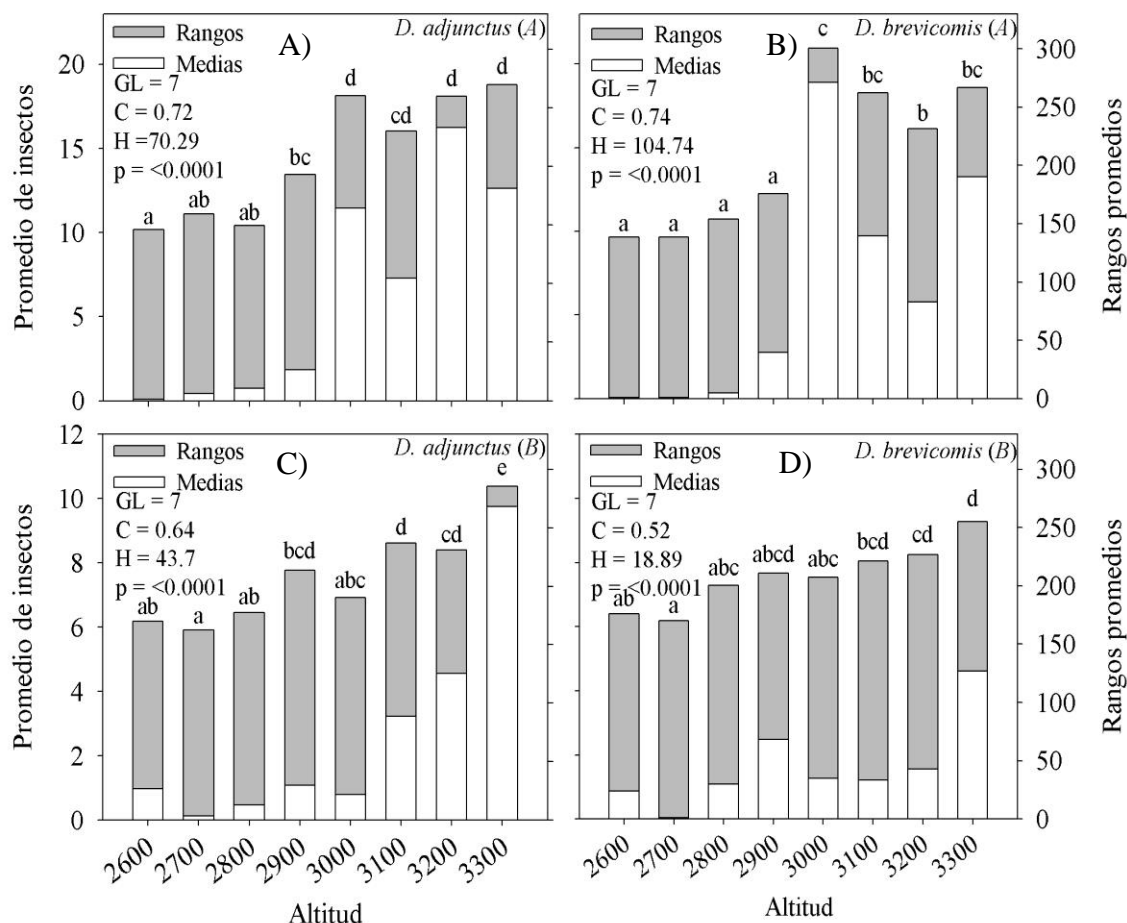 A)
D. adjunctus (A)
Rangos
Medias
GL = 7
C = 0.72
H =70.29
p = <0.0001
a
ab
ab
bc
d
cd
d
d
20
15
10
5
0
Promedio de insectos
B)
D. brevicomis (A)
Rangos
Medias
GL = 7
C = 0.74
H = 104.74
p = <0.0001
a
a
a
a
c
bc
b
bc
300
250
200
150
100
50
0
Rangos promedios
C)
D. adjunctus (B)
Rangos
Medias
GL = 7
C = 0.64
H = 43.7
p = <0.0001
ab
a
ab
bcd
abc
d
cd
e
12
10
8
6
4
2
0
Promedio de insectos
2600
2700
2800
2900
3000
3100
3200
3300
Altitud
D)
D. brevicomis (B)
Rangos
Medias
GL = 7
C = 0.52
H = 18.89
p = <0.0001
ab
a
abc
abcd
abc
bcd
cd
d
300
250
200
150
100
50
0
Rangos promedios
2600
2700
2800
2900
3000
3100
3200
3300
Altitud